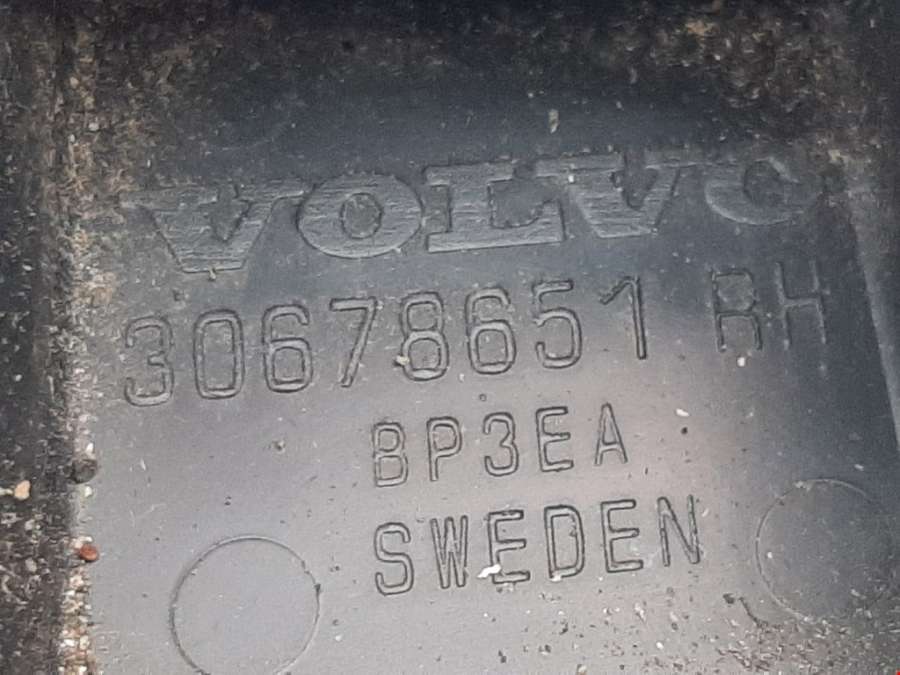 VOLVO
30678651 RH
BP3EA
SWEDEN